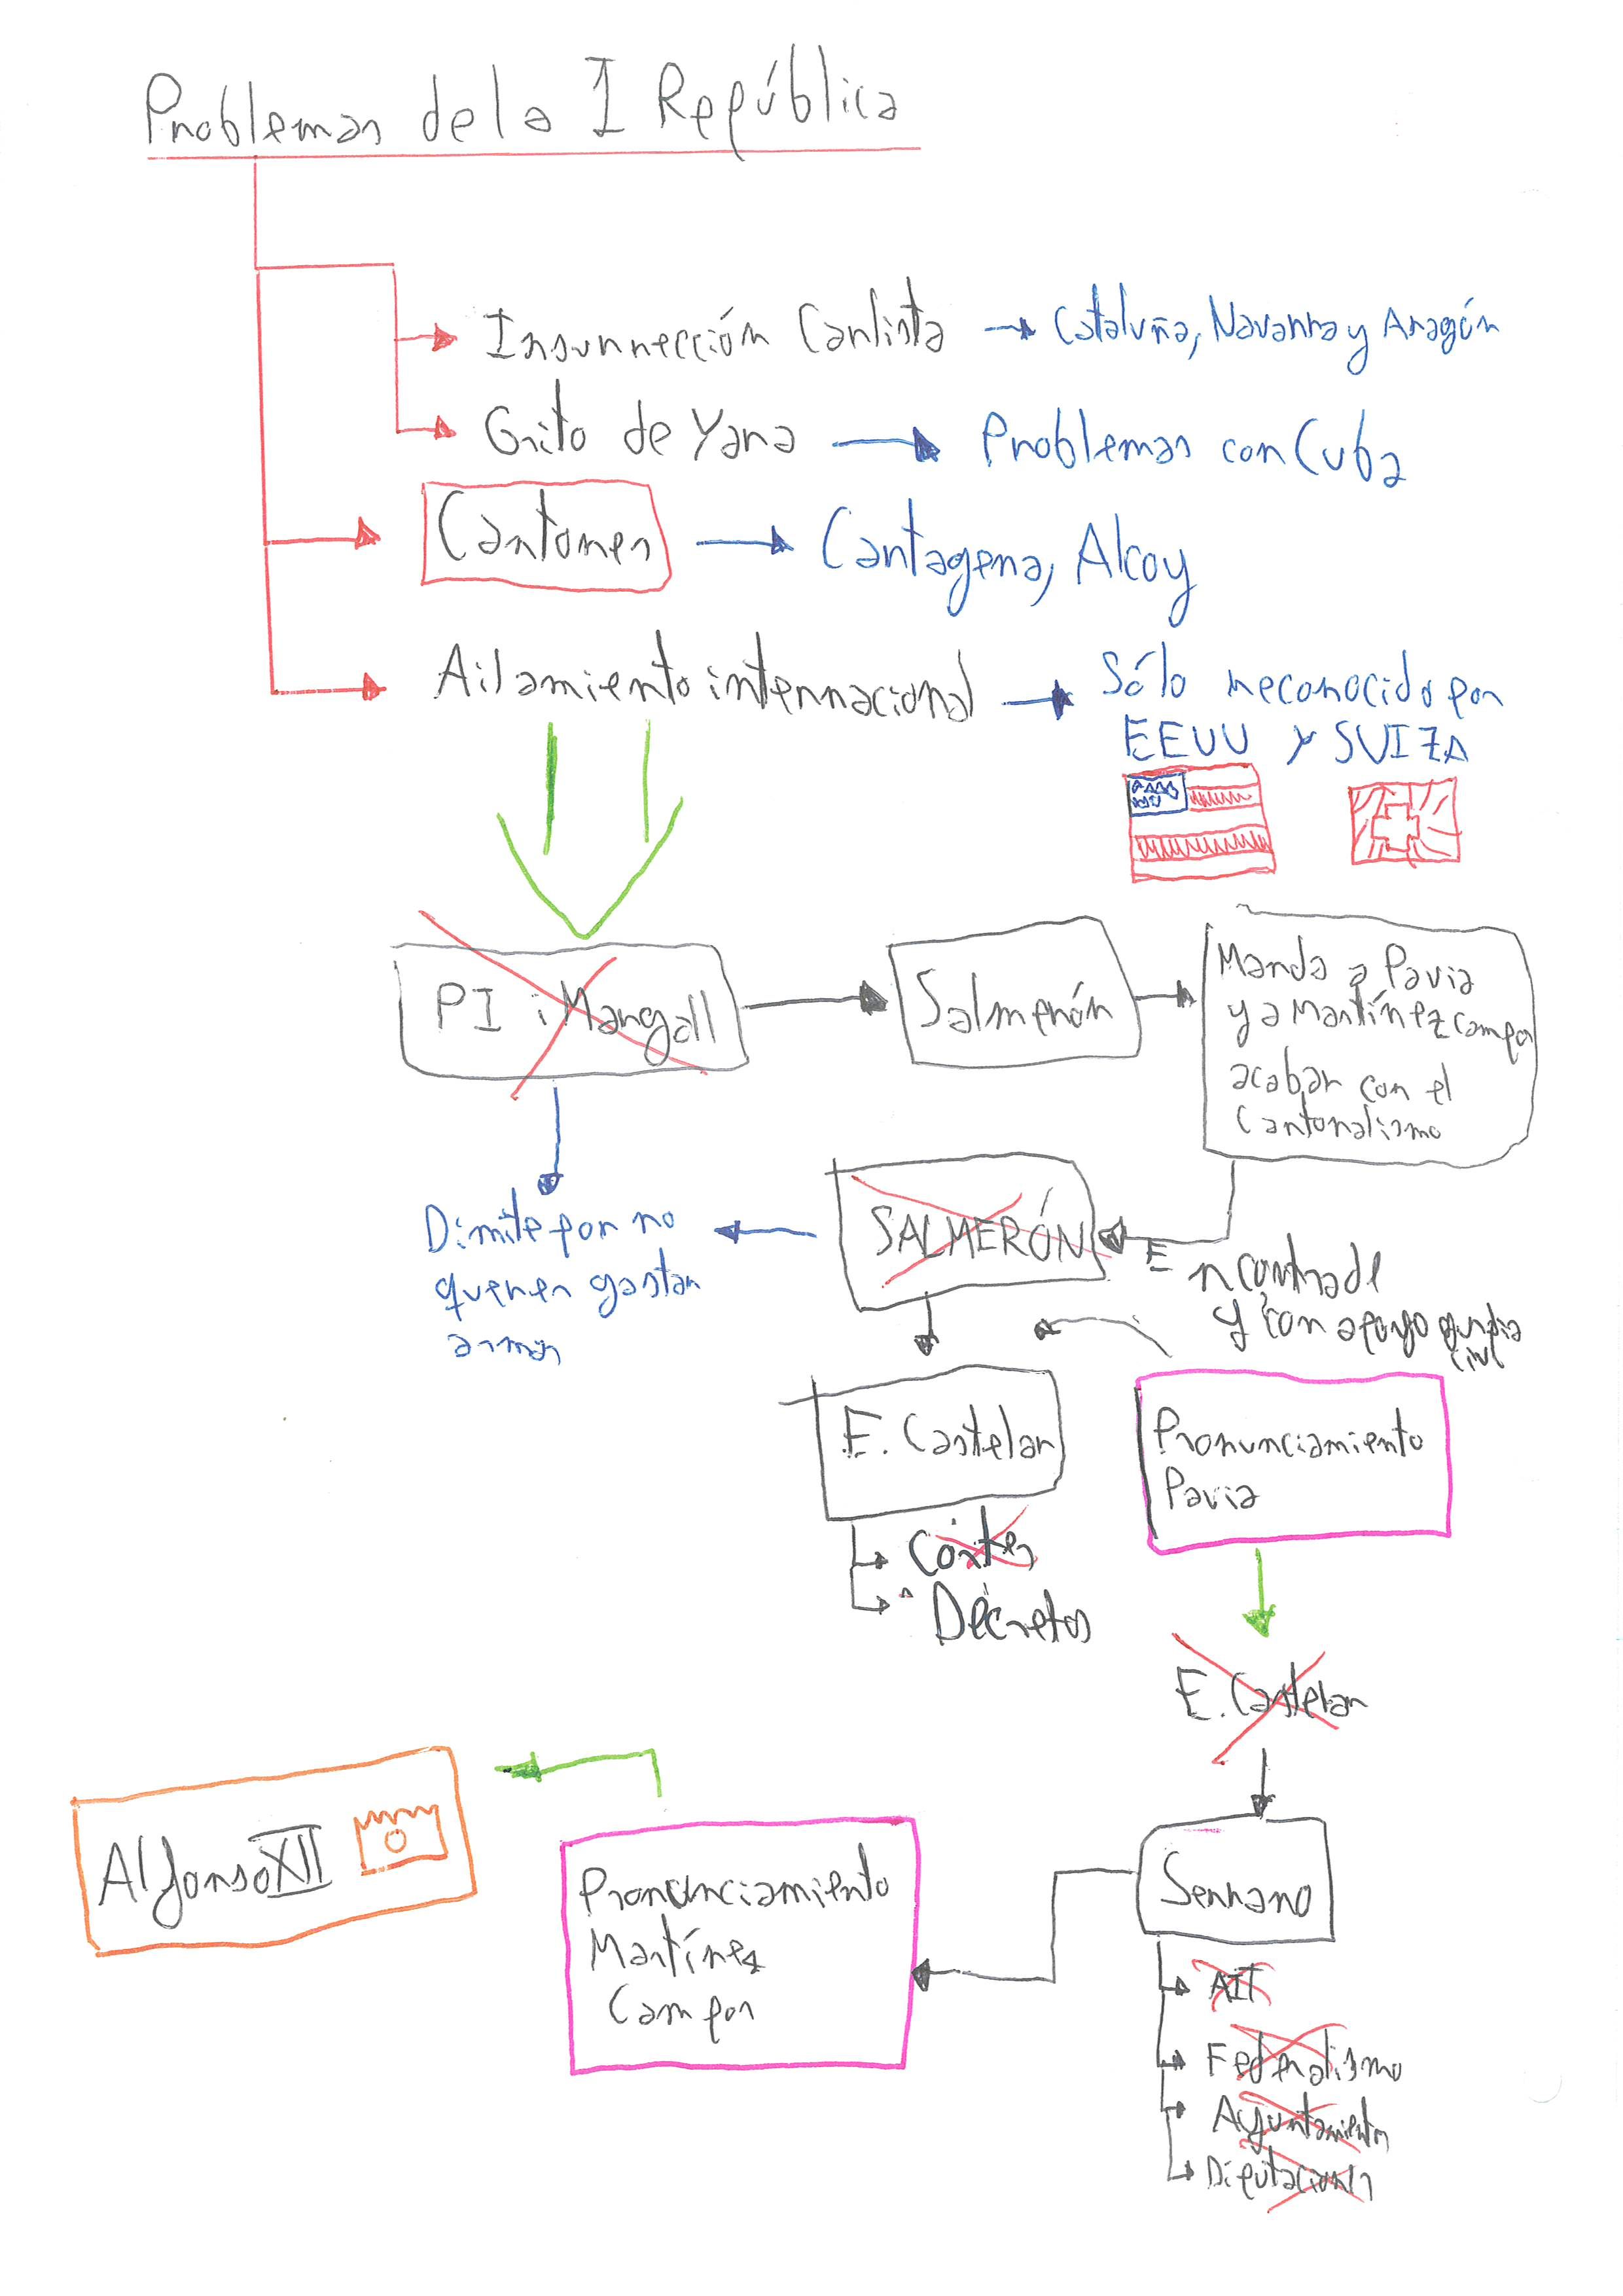 Problemas de la I República
Insurrección Carlista → Cataluña, Navarra y Aragón
Grito de Yara → Problemas con Cuba
Cantones → Cartagena, Alcoy
Ailamiento internacional → Sólo reconocido por
EEUU Y SUIZA
PI i Margall
Salmerón
Manda a Pavia
y a Martínez Campos
acabar con el
Cantonalismo
SALMERÓN
Dimite por no
querer gastar
armas
En contra del
y con apoyo guardia
civil
E. Castelar
Cortes
Decretos
Pronunciamiento
Pavia
E. Castelar
Serrano
AIT
Federalismo
Ayuntamientos
Diputaciones
Pronunciamiento
Martínez
Campos
Alfonso XII